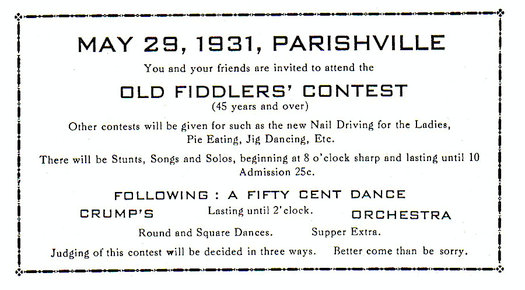 MAY 29, 1931, PARISHVILLE
You and your friends are invited to attend the
OLD FIDDLERS' CONTEST
(45 years and over)
Other contests will be given for such as the new Nail Driving for the Ladies,
Pie Eating, Jig Dancing, Etc.
There will be Stunts, Songs and Solos, beginning at 8 o'clock sharp and lasting until 10
Admission 25c.
FOLLOWING : A FIFTY CENT DANCE
CRUMP'S Lasting until 2'clock. ORCHESTRA
Round and Square Dances. Supper Extra.
Judging of this contest will be decided in three ways. Better come than be sorry.